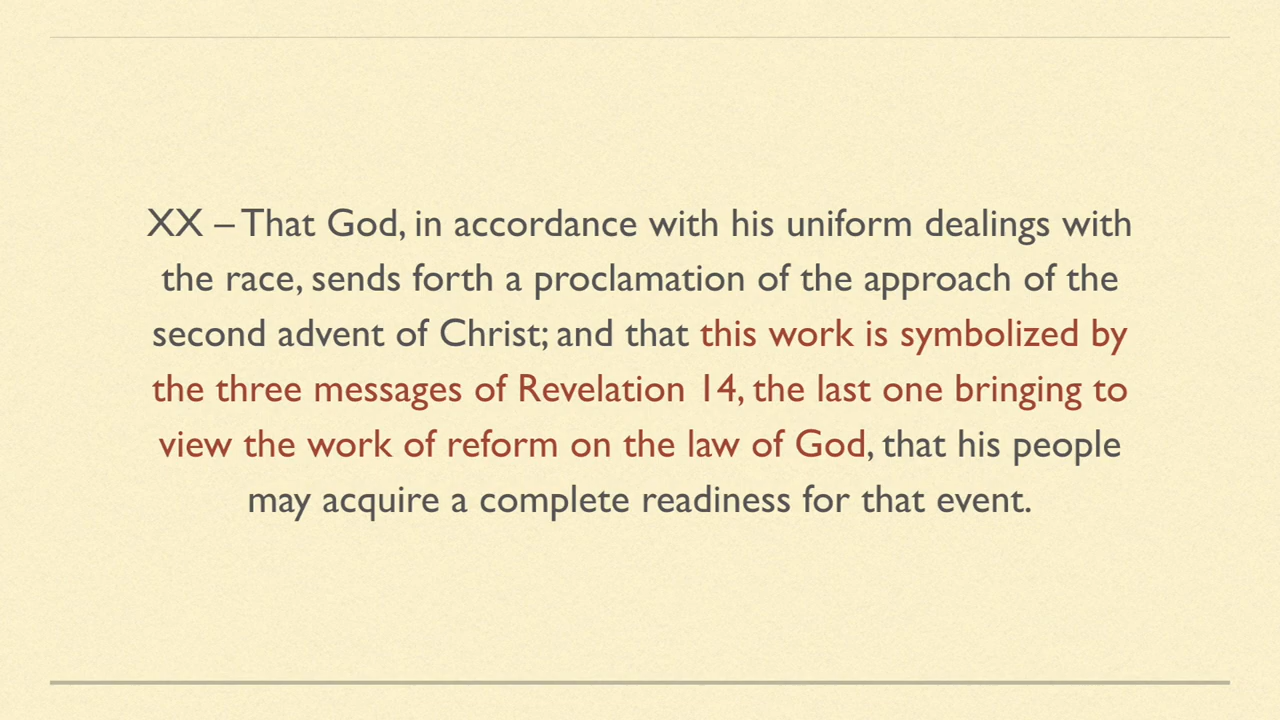 XX – That God, in accordance with his uniform dealings with
the race, sends forth a proclamation of the approach of the
second advent of Christ; and that this work is symbolized by
the three messages of Revelation 14, the last one bringing to
view the work of reform on the law of God, that his people
may acquire a complete readiness for that event.